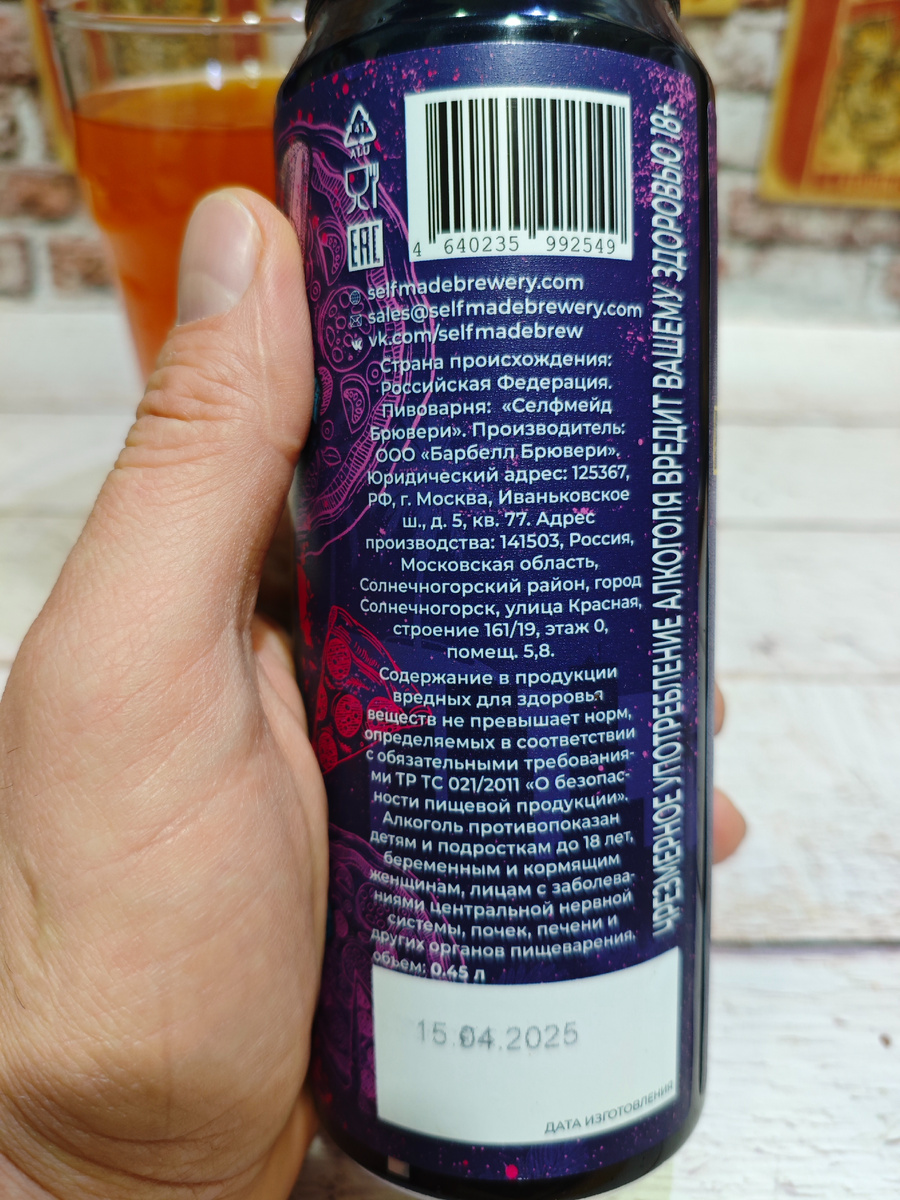 41
ALU
EAC
4 640235 992549
selfmadebrewery.com
sales@selfmadebrewery.com
vk.com/selfmadebrew
Страна происхождения:
Российская Федерация.
Пивоварня: «Селфмейд
Брювери». Производитель:
ООО «Барбелл Брювери».
Юридический адрес: 125367,
РФ, г. Москва, Иваньковское
ш., д. 5, кв. 77. Адрес
производства: 141503, Россия,
Московская область,
Солнечногорский район, город
Солнечногорск, улица Красная,
строение 161/19, этаж 0,
помещ. 5,8.
Содержание в продукции
вредных для здоровья
веществ не превышает норм,
определяемых в соответствии
с обязательными требования-
ми ТР ТС 021/2011 «О безопас-
ности пищевой продукции».
Алкоголь противопоказан
детям и подросткам до 18 лет,
беременным и кормящим
женщинам, лицам с заболева-
ниями центральной нервной
системы, почек, печени и
других органов пищеварения.
объем: 0.45 л
15.04.2025
ДАТА ИЗГОТОВЛЕНИЯ
ЧРЕЗМЕРНОЕ УПОТРЕБЛЕНИЕ АЛКОГОЛЯ ВРЕДИТ ВАШЕМУ ЗДОРОВЬЮ 18+